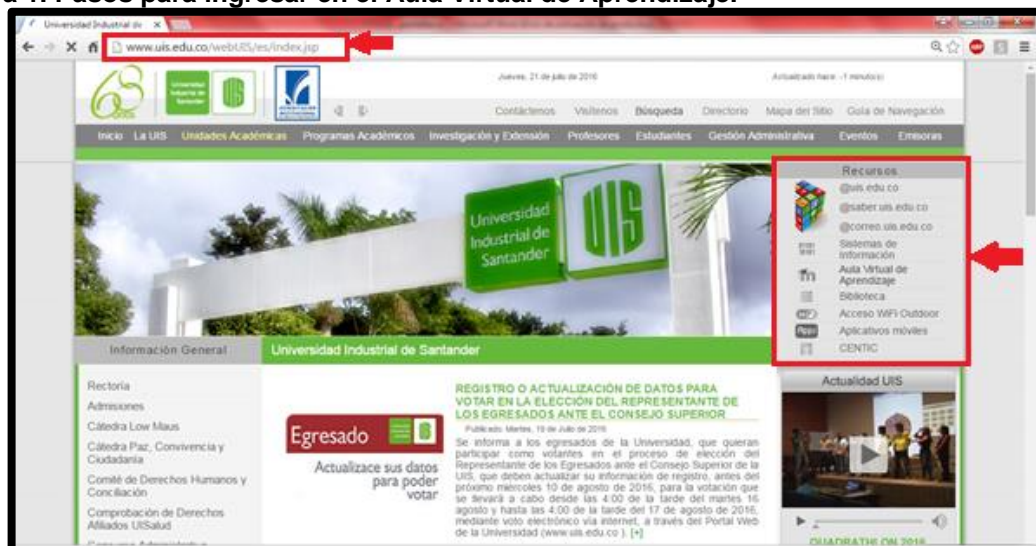 Pasos para ingresar en el Aula Virtual de Aprendizaje.
Universidad Industrial de
www.uis.edu.co/webUIS/es/index.jsp
Jueves, 21 de julio de 2016
Actualizado hace: -1 minuto(s)
Contáctenos Visítenos Búsqueda Directorio Mapa del Sitio Guía de Navegación
Inicio La UIS Unidades Académicas Programas Académicos Investigación y Extensión Profesores Estudiantes Gestión Administrativa Eventos Emisoras
Universidad
Industrial de
Santander
UIS
Recursos
@uis.edu.co
@saber.uis.edu.co
@correo.uis.edu.co
Sistemas de
Información
Aula Virtual de
Aprendizaje
Biblioteca
Acceso WiFi Outdoor
Apps
Aplicativos móviles
CENTIC
Información General
Universidad Industrial de Santander
Rectoría
Admisiones
Cátedra Low Maus
Cátedra Paz, Convivencia y
Ciudadanía
Comité de Derechos Humanos y
Conciliación
Comprobación de Derechos
Afiliados UISalud
Egresado
Actualizace sus datos
para poder
votar
REGISTRO O ACTUALIZACIÓN DE DATOS PARA
VOTAR EN LA ELECCIÓN DEL REPRESENTANTE DE
LOS EGRESADOS ANTE EL CONSEJO SUPERIOR
Publicado: Martes, 19 de Julio de 2016
Se informa a los egresados de la Universidad, que quieran
participar como votantes en el proceso de elección del
Representante de los Egresados ante el Consejo Superior de la
UIS, que deben actualizar su información de registro, antes del
próximo miércoles 10 de agosto de 2016, para la votación que
se llevará a cabo desde las 4:00 de la tarde del martes 16
agosto y hasta las 4:00 de la tarde del 17 de agosto de 2016,
mediante voto electrónico vía internet, a través del Portal Web
de la Universidad (www.uis.edu.co ). [+]
Actualidad UIS
QUADRATHLON 2016